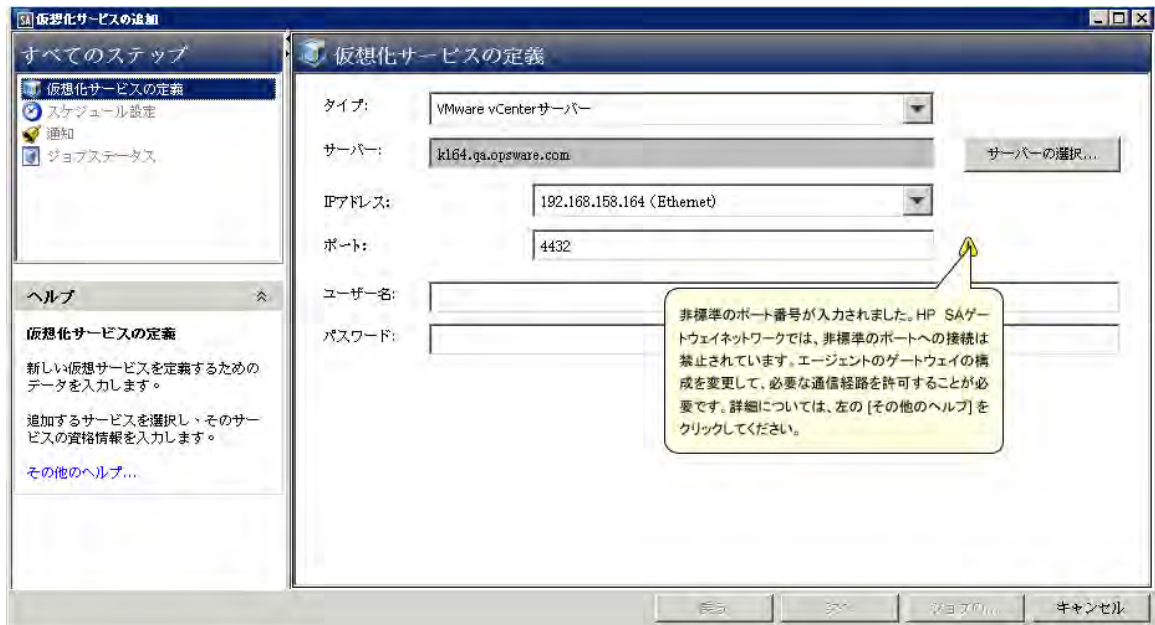 SA 仮想化サービスの追加
すべてのステップ
仮想化サービスの定義
スケジュール設定
通知
ジョブステータス
ヘルプ
仮想化サービスの定義
新しい仮想サービスを定義するための
データを入力します。
追加するサービスを選択し、そのサー
ビスの資格情報を入力します。
その他のヘルプ...
仮想化サービスの定義
タイプ:
VMware vCenterサーバー
サーバー:
k164.qa.opsware.com
サーバーの選択...
IPアドレス:
192.168.158.164 (Ethernet)
ポート:
4432
ユーザー名:
パスワード:
非標準のポート番号が入力されました。HP SAゲー
トウェイネットワークでは、非標準のポートへの接続は
禁止されています。エージェントのゲートウェイの構
成を変更して、必要な通信経路を許可することが必
要です。詳細については、左の [その他のヘルプ] を
クリックしてください。
戻る
次へ
キャンセル